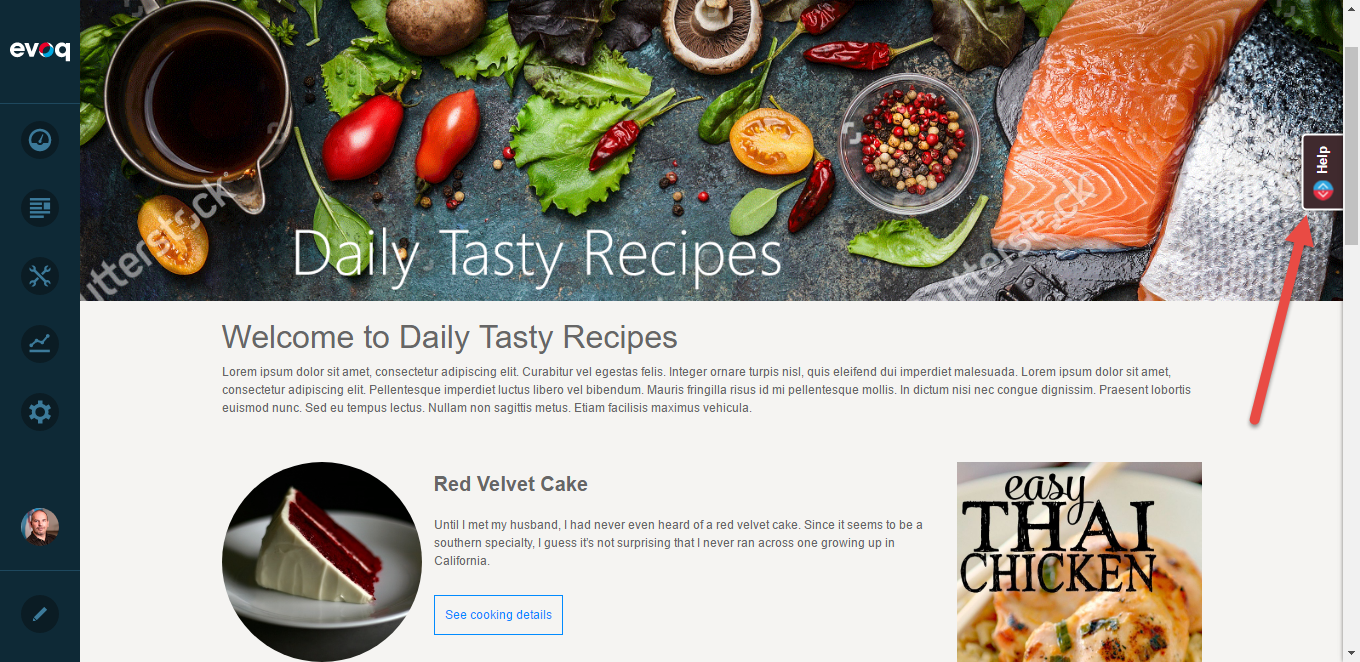 evoq
Help
Daily Tasty Recipes
Welcome to Daily Tasty Recipes
Lorem ipsum dolor sit amet, consectetur adipiscing elit. Curabitur vel egestas felis. Integer ornare turpis nisl, quis eleifend dui imperdiet malesuada. Lorem ipsum dolor sit amet,
consectetur adipiscing elit. Pellentesque imperdiet luctus libero vel bibendum. Mauris fringilla risus id mi pellentesque mollis. In dictum nisi nec congue dignissim. Praesent lobortis
euismod nunc. Sed eu tempus lectus. Nullam non sagittis metus. Etiam facilisis maximus vehicula.
Red Velvet Cake
Until I met my husband, I had never even heard of a red velvet cake. Since it seems to be a
southern specialty, I guess it's not surprising that I never ran across one growing up in
California.
See cooking details
easy
THAI
CHICKEN